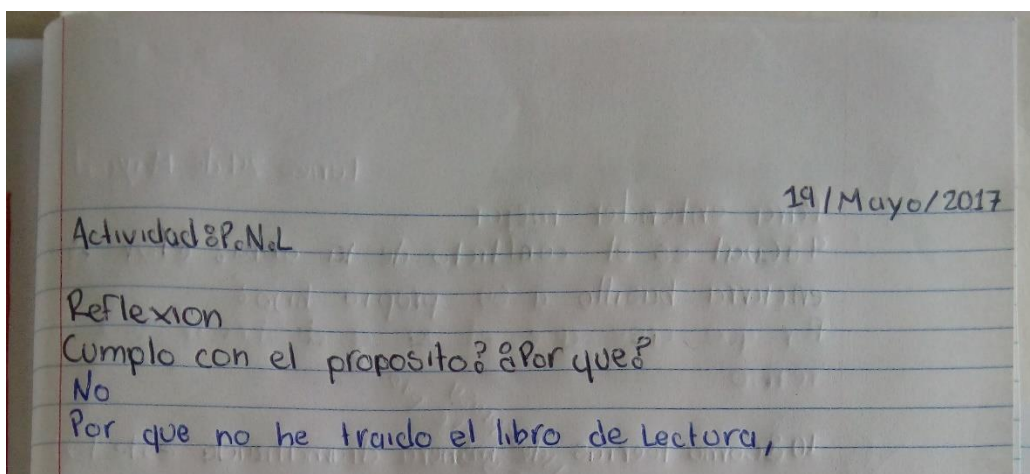 19/Mayo/2017
Actividad:P.N.L
Reflexion
Cumplo con el proposito? ¿Por que?
No
Por que no he traido el libro de Lectura,